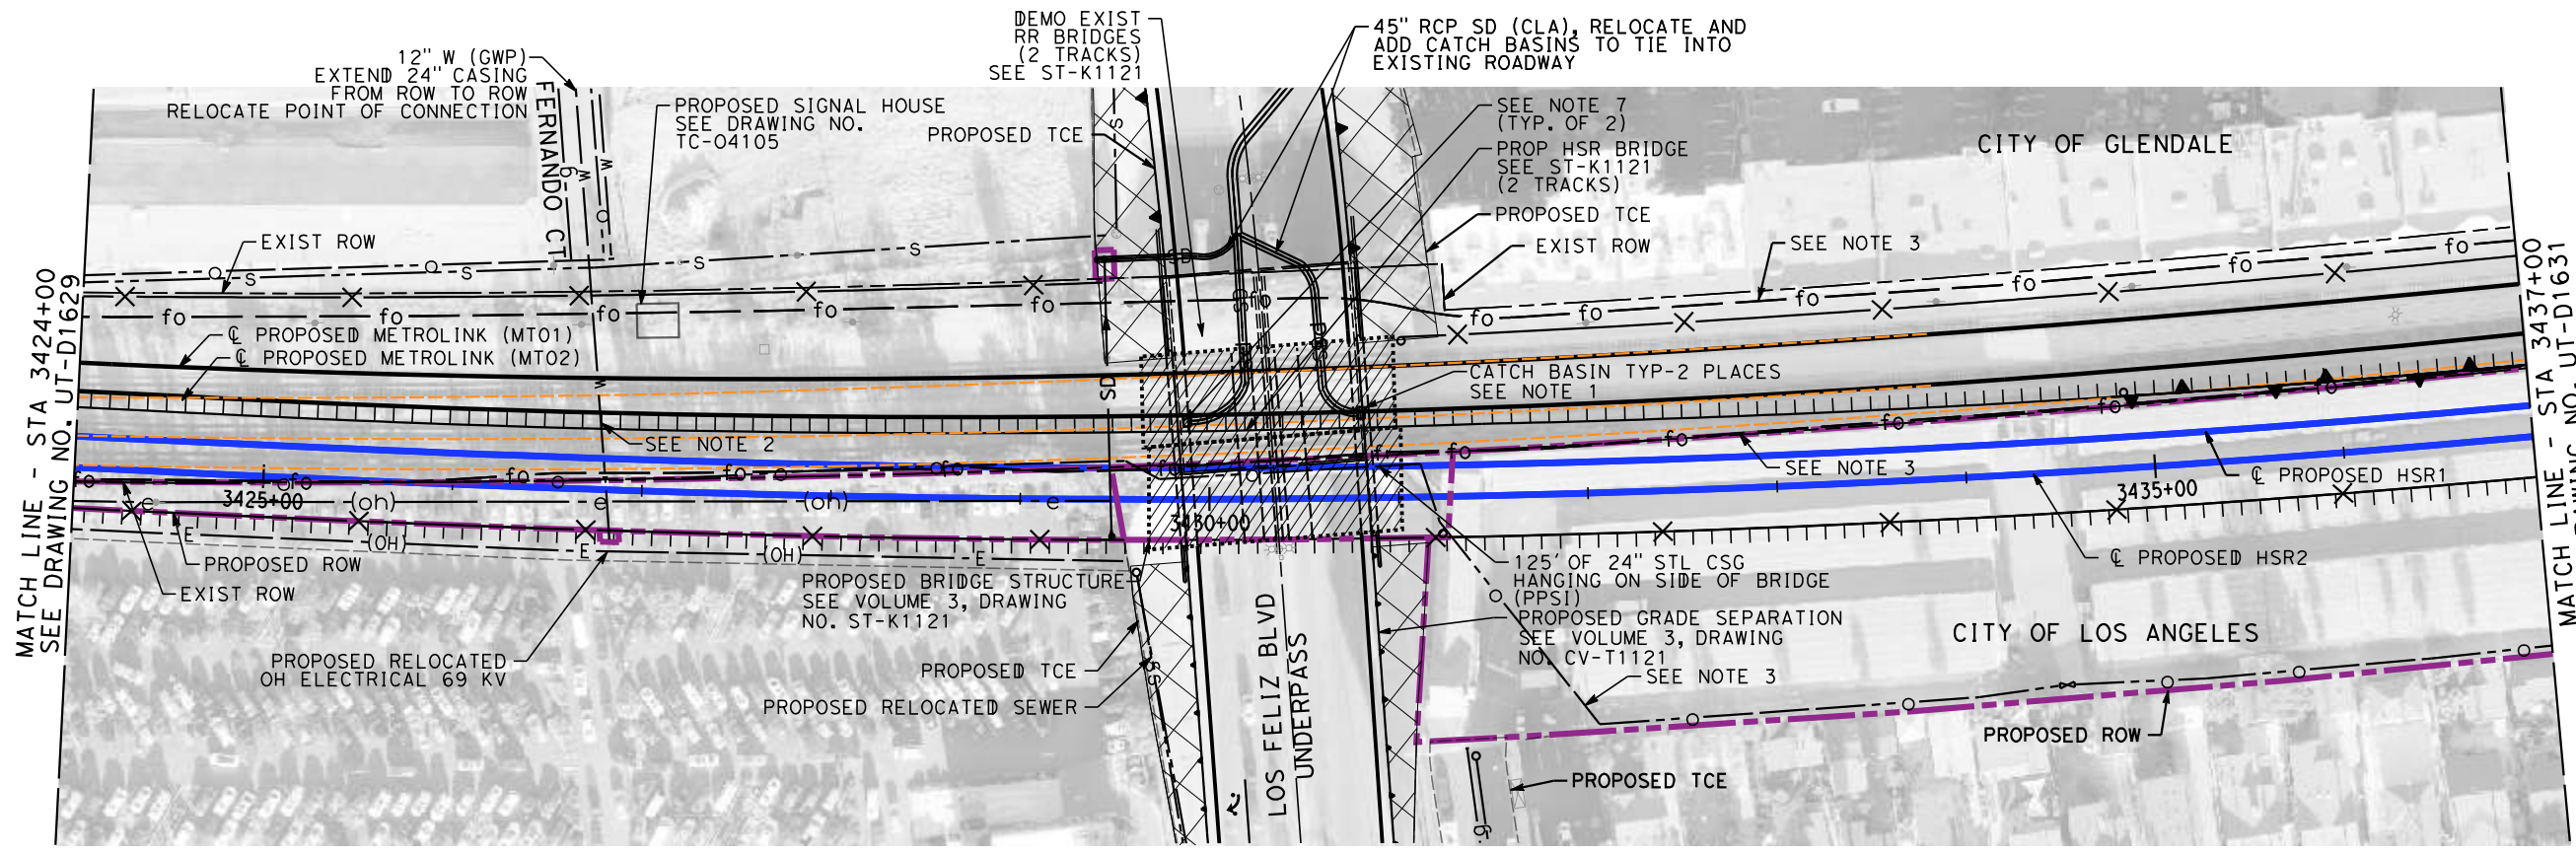 12" W (GWP)
EXTEND 24" CASING
FROM ROW TO ROW
RELOCATE POINT OF CONNECTION
FERNANDO CT
PROPOSED SIGNAL HOUSE
SEE DRAWING NO.
TC-O4105
DEMO EXIST
RR BRIDGES
(2 TRACKS)
SEE ST-K1121
PROPOSED TCE
45" RCP SD (CLA), RELOCATE AND
ADD CATCH BASINS TO TIE INTO
EXISTING ROADWAY
SEE NOTE 7
(TYP. OF 2)
PROP HSR BRIDGE
SEE ST-K1121
(2 TRACKS)
PROPOSED TCE
EXIST ROW
SEE NOTE 3
CITY OF GLENDALE
EXIST ROW
℄ PROPOSED METROLINK (MT01)
℄ PROPOSED METROLINK (MT02)
MATCH LINE - STA 3424+00
SEE DRAWING NO. UT-D1629
MATCH LINE - STA 3437+00
SEE DRAWING NO. UT-D1631
SEE NOTE 2
CATCH BASIN TYP-2 PLACES
SEE NOTE 1
SEE NOTE 3
℄ PROPOSED HSR1
3425+00
3430+00
3435+00
(oh)
(oh)
(OH)
(OH)
℄ PROPOSED HSR2
PROPOSED ROW
EXIST ROW
PROPOSED BRIDGE STRUCTURE
SEE VOLUME 3, DRAWING
NO. ST-K1121
125' OF 24" STL CSG
HANGING ON SIDE OF BRIDGE
(PPSI)
PROPOSED GRADE SEPARATION
SEE VOLUME 3, DRAWING
NO. CV-T1121
SEE NOTE 3
CITY OF LOS ANGELES
PROPOSED RELOCATED
OH ELECTRICAL 69 KV
PROPOSED TCE
PROPOSED RELOCATED SEWER
LOS FELIZ BLVD
UNDERPASS
PROPOSED ROW
PROPOSED TCE